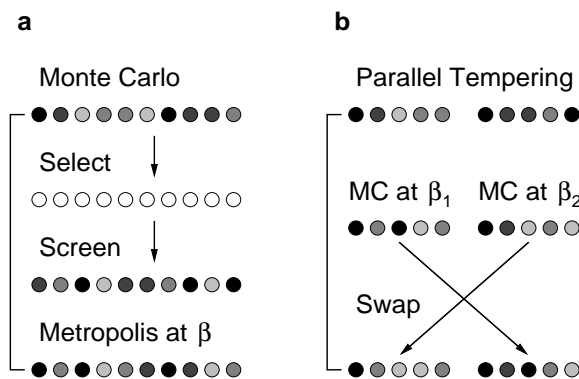 a
Monte Carlo
Select
Screen
Metropolis at β
b
Parallel Tempering
MC at β₁ MC at β₂
Swap